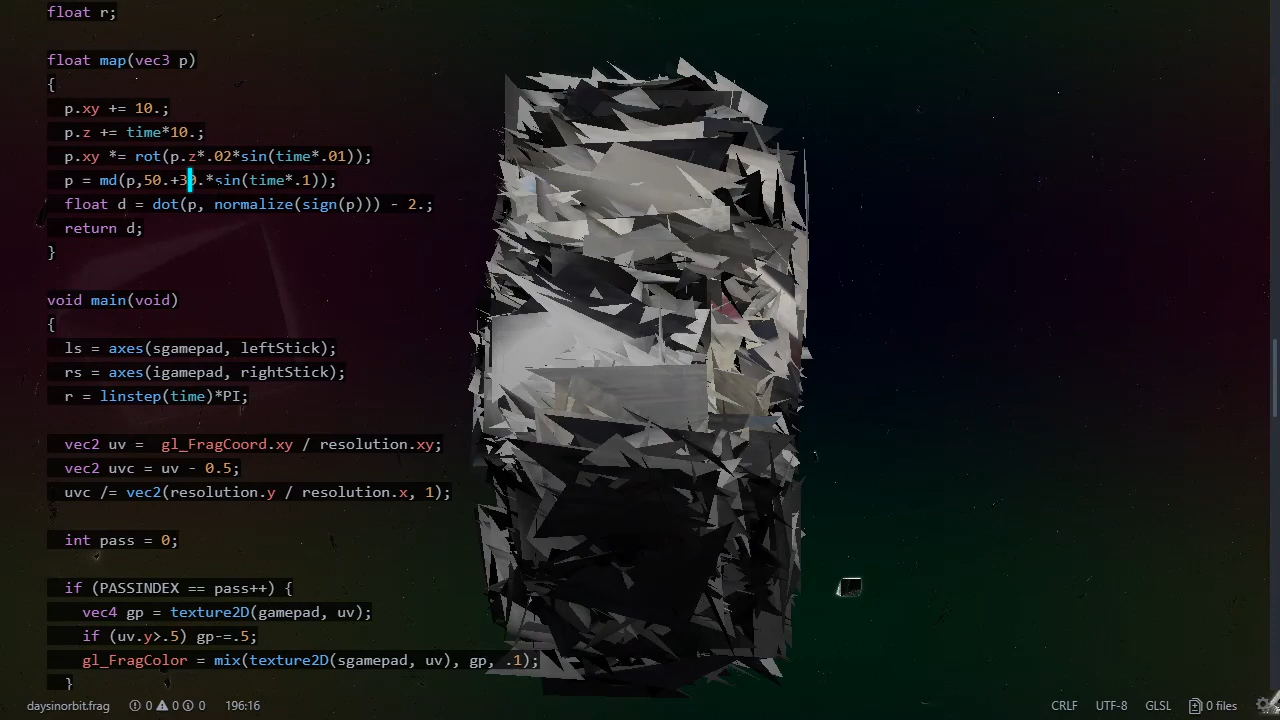 float r;
float map(vec3 p)
{
p.xy += 10.;
p.z += time*10.;
p.xy *= rot(p.z*.02*sin(time*.01));
p = md(p,50.+30.*sin(time*.1));
float d = dot(p, normalize(sign(p))) - 2.;
return d;
}
void main(void)
{
ls = axes(sgamepad, leftStick);
rs = axes(igamepad, rightStick);
r = linstep(time)*PI;
vec2 uv =  gl_FragCoord.xy / resolution.xy;
vec2 uvc = uv - 0.5;
uvc /= vec2(resolution.y / resolution.x, 1);
int pass = 0;
if (PASSINDEX == pass++) {
vec4 gp = texture2D(gamepad, uv);
if (uv.y>.5) gp-=.5;
gl_FragColor = mix(texture2D(sgamepad, uv), gp, .1);
}
daysinorbit.frag 0 0 0 196:16 CRLF UTF-8 GLSL 0 files